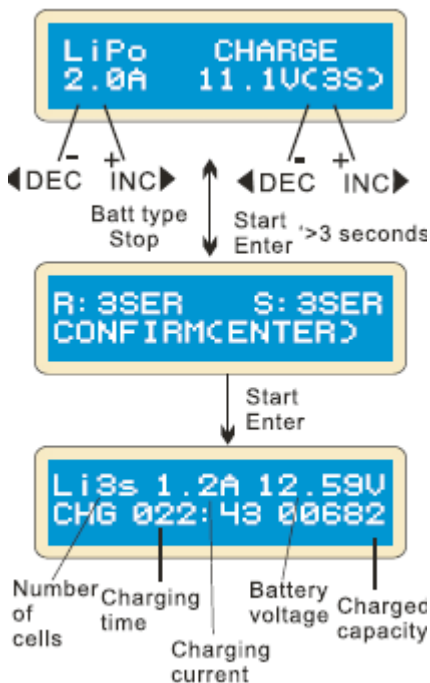 LiPo CHARGE
2.0A 11.1V(3S)
- + - +
◀DEC INC▶ ◀DEC INC▶
Batt type
Stop
Start
Enter
'>3 seconds
R:3SER S:3SER
CONFIRM(ENTER)
Start
Enter
Li3s 1.2A 12.59V
CHG 022:43 00682
Number
of
cells
Charging
time
Charging
current
Battery
voltage
Charged
capacity